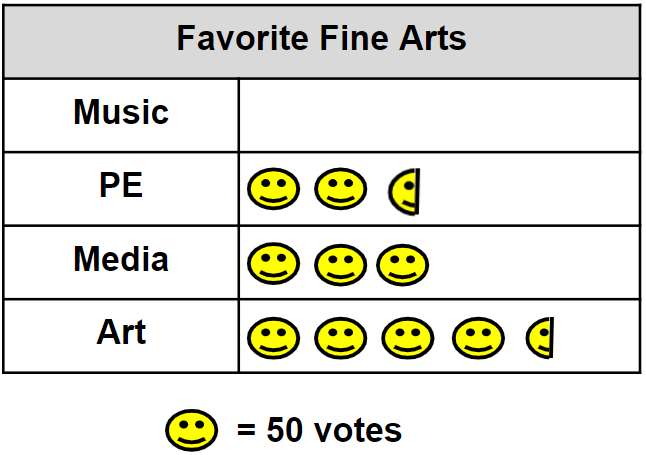 Favorite Fine Arts
Music
PE
Media
Art
= 50 votes